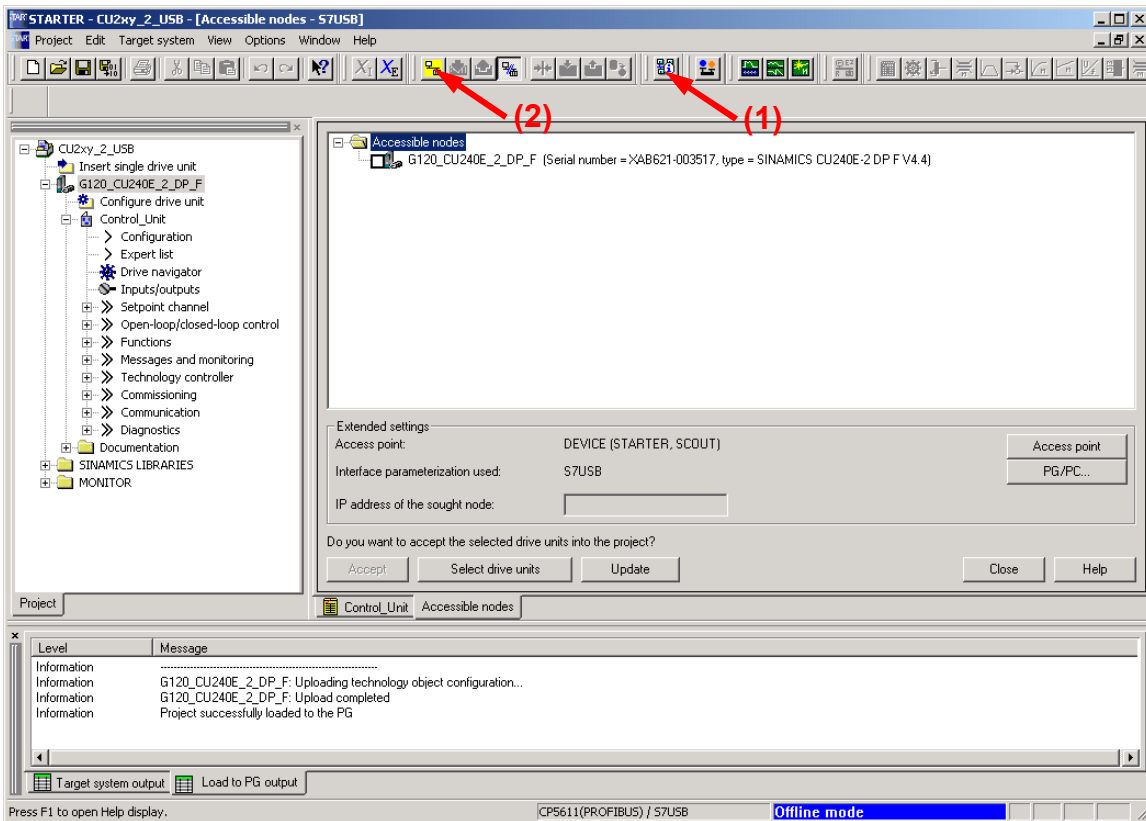 STARTER - CU2xy_2_USB - [Accessible nodes - S7USB]
Project Edit Target system View Options Window Help
(2)
(1)
CU2xy_2_USB
Insert single drive unit
G120_CU240E_2_DP_F
Configure drive unit
Control_Unit
Configuration
Expert list
Drive navigator
Inputs/outputs
Setpoint channel
Open-loop/closed-loop control
Functions
Messages and monitoring
Technology controller
Commissioning
Communication
Diagnostics
Documentation
SINAMICS LIBRARIES
MONITOR
Project
Accessible nodes
G120_CU240E_2_DP_F (Serial number = XAB621-003517, type = SINAMICS CU240E-2 DP F V4.4)
Extended settings
Access point: DEVICE (STARTER, SCOUT) Access point
Interface parameterization used: S7USB PG/PC...
IP address of the sought node:
Do you want to accept the selected drive units into the project?
Accept Select drive units Update Close Help
Control_Unit Accessible nodes
Level Message
Information ------------------------------------------------------------
Information G120_CU240E_2_DP_F: Uploading technology object configuration...
Information G120_CU240E_2_DP_F: Upload completed
Information Project successfully loaded to the PG
Target system output Load to PG output
Press F1 to open Help display. CP5611(PROFIBUS) / S7USB Offline mode